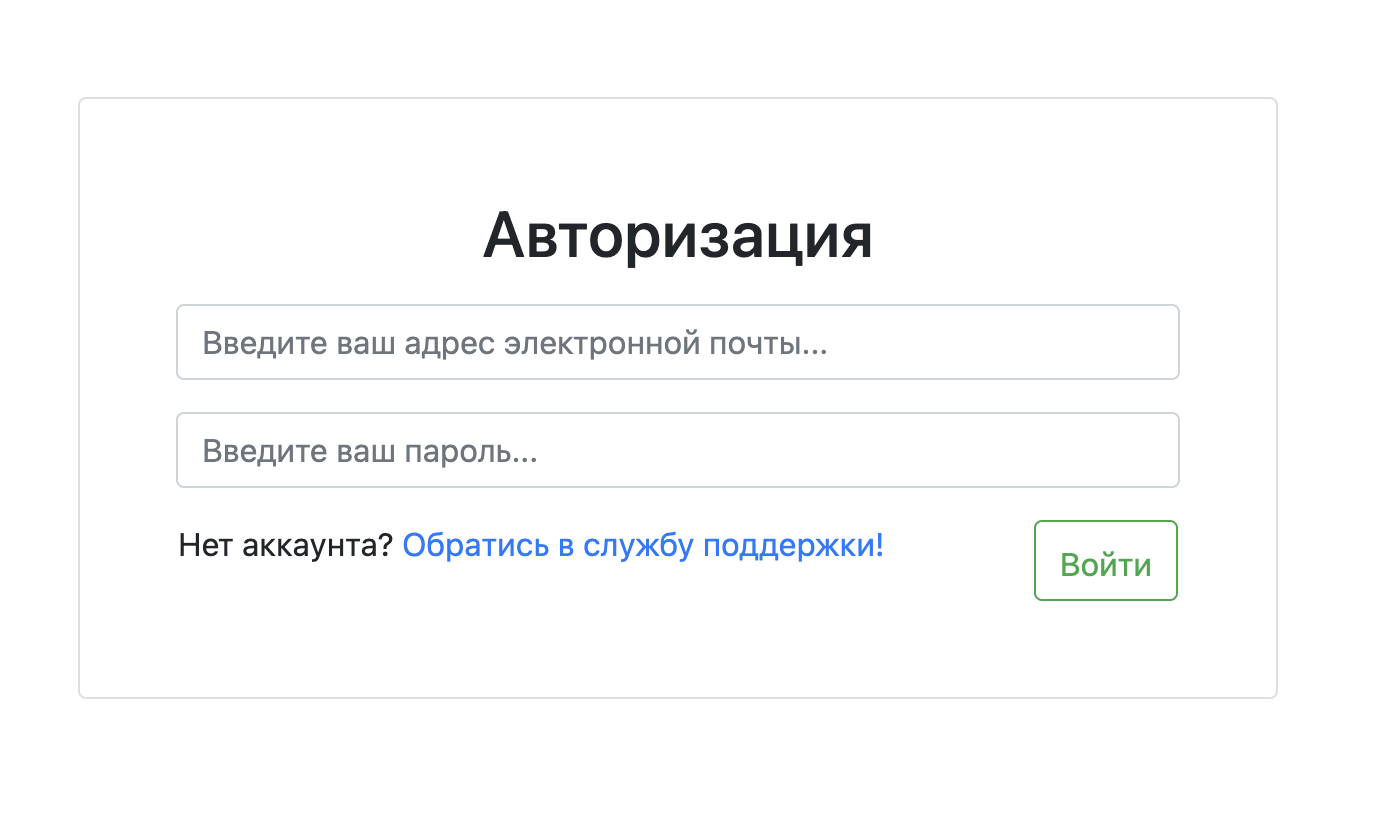 Авторизация
Введите ваш адрес электронной почты...
Введите ваш пароль...
Нет аккаунта? Обратись в службу поддержки!
Войти